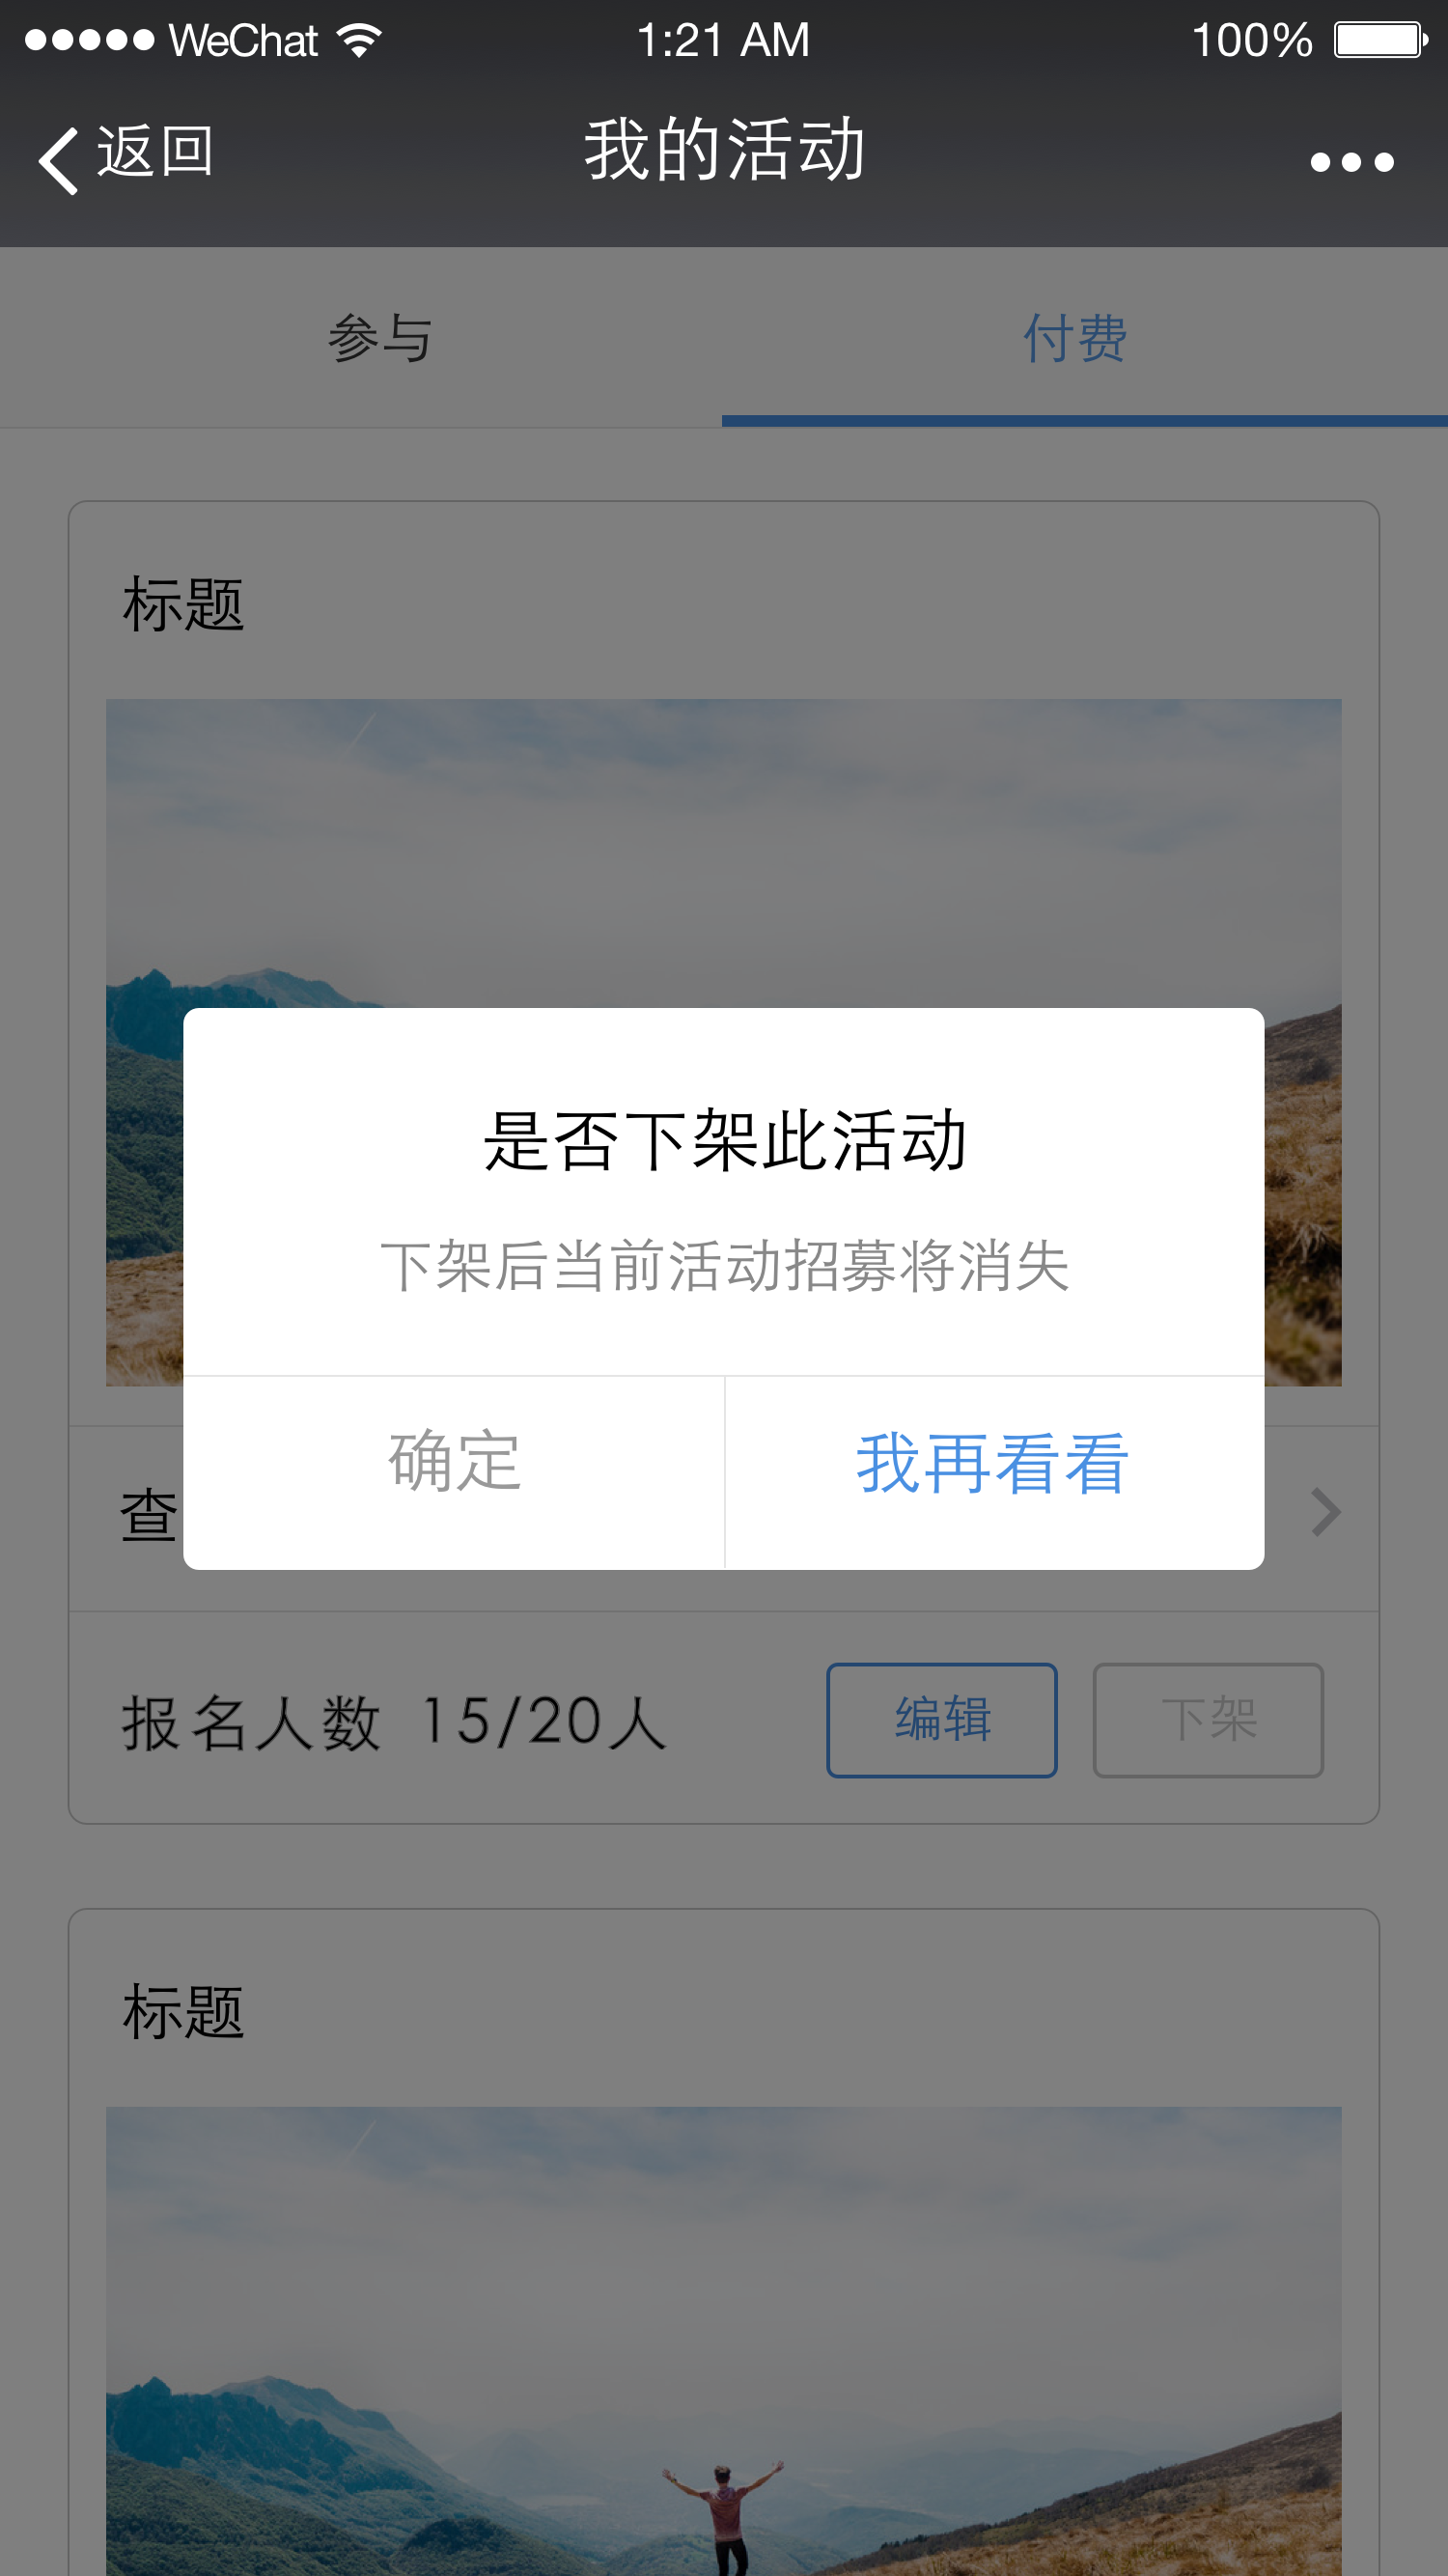 WeChat 1:21 AM 100%
返回 我的活动
参与 付费
标题
是否下架此活动
下架后当前活动招募将消失
确定 我再看看
查
报名人数 15/20人 编辑 下架
标题